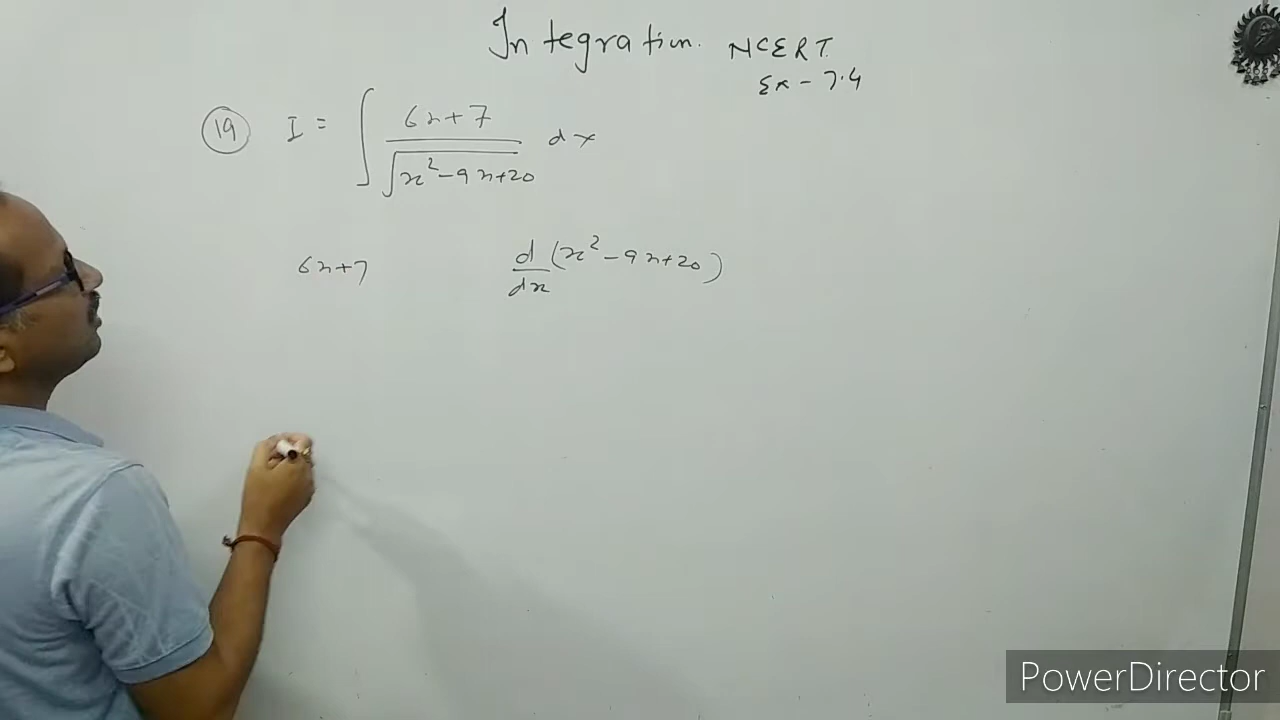 Integration. NCERT.
Ex - 7.4
19 I = ∫ 6x+7 / √(x²-9x+20) dx
6x+7 d/dx (x²-9x+20)
PowerDirector